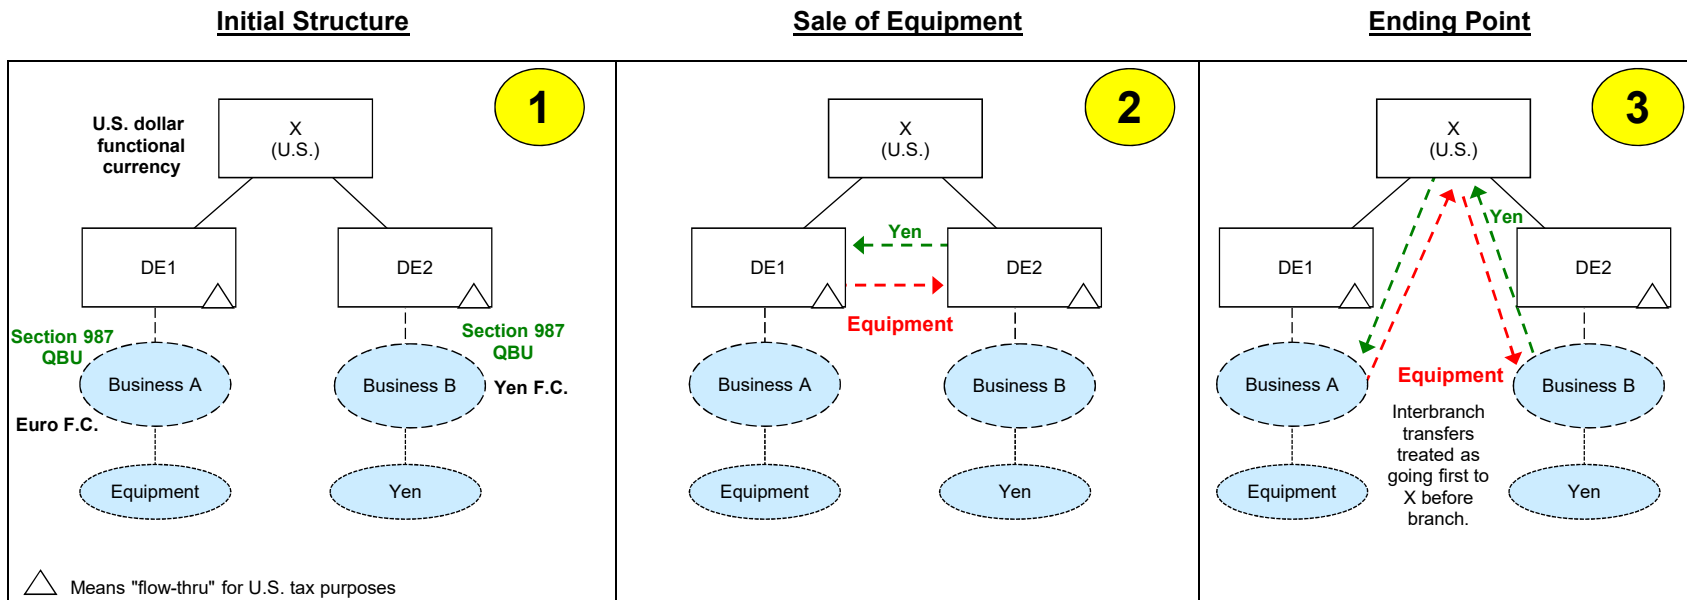 Initial Structure
Sale of Equipment
Ending Point
1
U.S. dollar
functional
currency
X
(U.S.)
DE1
DE2
Section 987
QBU
Section 987
QBU
Business A
Business B
Yen F.C.
Euro F.C.
Equipment
Yen
Means "flow-thru" for U.S. tax purposes
2
X
(U.S.)
Yen
DE1
DE2
Equipment
Business A
Business B
Equipment
Yen
3
X
(U.S.)
Yen
DE1
DE2
Business A
Equipment
Business B
Interbranch
transfers
treated as
going first to
X before
branch.
Equipment
Yen